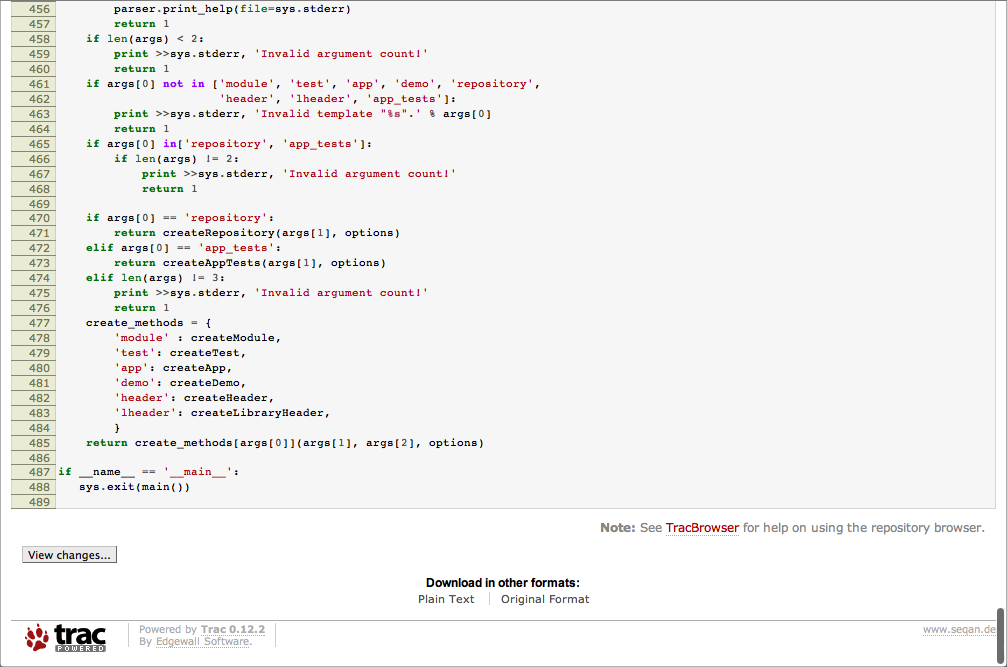 456 parser.print_help(file=sys.stderr)
457 return 1
458 if len(args) < 2:
459 print >>sys.stderr, 'Invalid argument count!'
460 return 1
461 if args[0] not in ['module', 'test', 'app', 'demo', 'repository',
462 'header', 'lheader', 'app_tests']:
463 print >>sys.stderr, 'Invalid template "%s".' % args[0]
464 return 1
465 if args[0] in['repository', 'app_tests']:
466 if len(args) != 2:
467 print >>sys.stderr, 'Invalid argument count!'
468 return 1
469
470 if args[0] == 'repository':
471 return createRepository(args[1], options)
472 elif args[0] == 'app_tests':
473 return createAppTests(args[1], options)
474 elif len(args) != 3:
475 print >>sys.stderr, 'Invalid argument count!'
476 return 1
477 create_methods = {
478 'module' : createModule,
479 'test': createTest,
480 'app': createApp,
481 'demo': createDemo,
482 'header': createHeader,
483 'lheader': createLibraryHeader,
484 }
485 return create_methods[args[0]](args[1], args[2], options)
486
487 if __name__ == '__main__':
488 sys.exit(main())
489
Note: See TracBrowser for help on using the repository browser.
View changes...
Download in other formats:
Plain Text Original Format
trac
POWERED
Powered by Trac 0.12.2
By Edgewall Software.
www.seqan.de